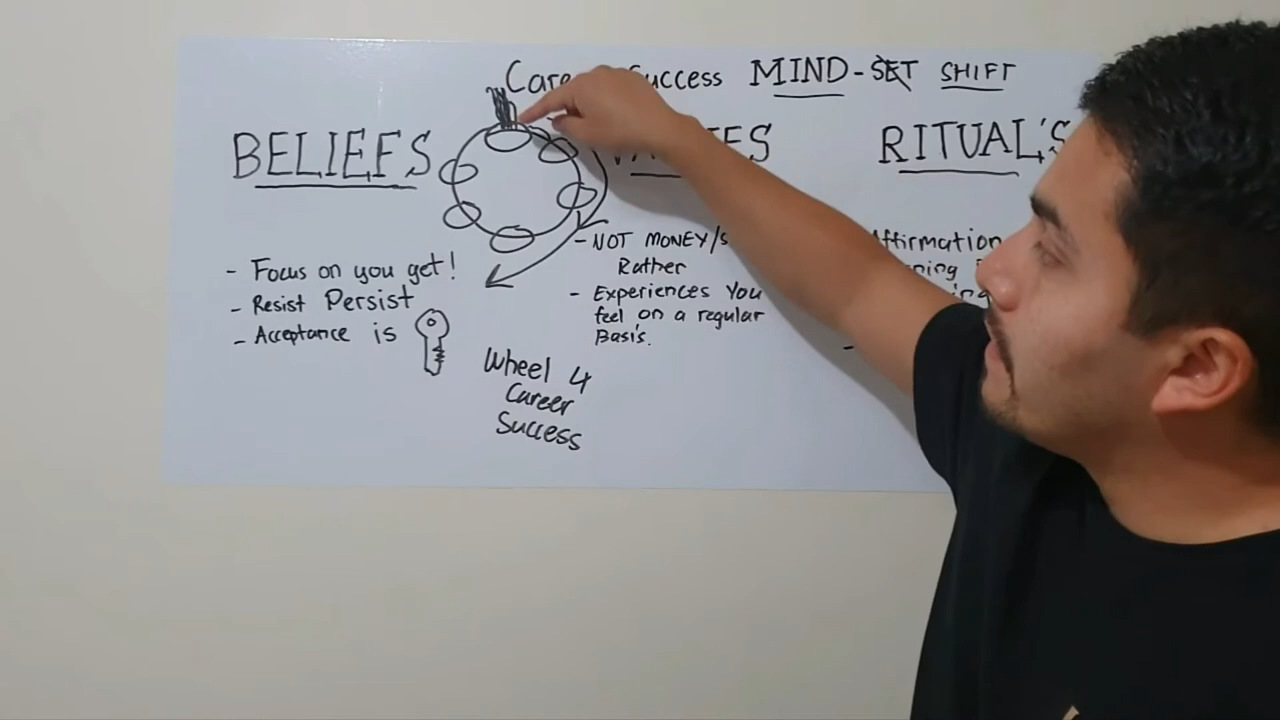 Success MIND-SET SHIFT
BELIEFS
RITUAL'S
- Focus on you get!
- Resist Persist
- Acceptance is
- NOT MONEY/
Rather
- Experiences You
feel on a regular
Basis.
Wheel 4
Career
Success